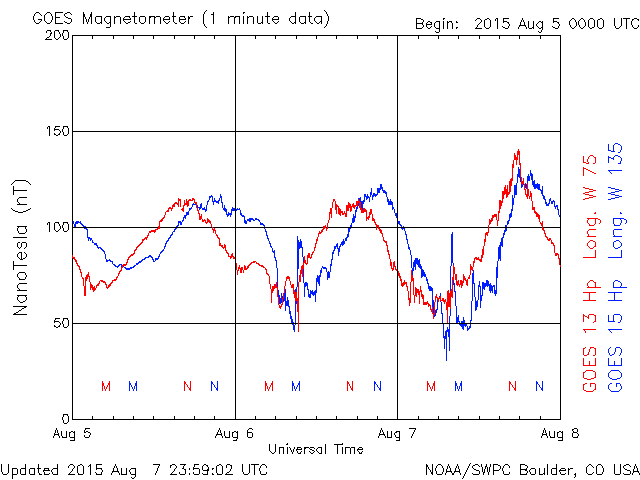 GOES Magnetometer (1 minute data)
Begin: 2015 Aug 5 0000 UTC
200
150
100
50
0
NanoTesla (nT)
M M N N M M N N M M N N
Aug 5 Aug 6 Aug 7 Aug 8
Universal Time
GOES 13 Hp Long. W 75
GOES 15 Hp Long. W 135
Updated 2015 Aug 7 23:59:02 UTC
NOAA/SWPC Boulder, CO USA